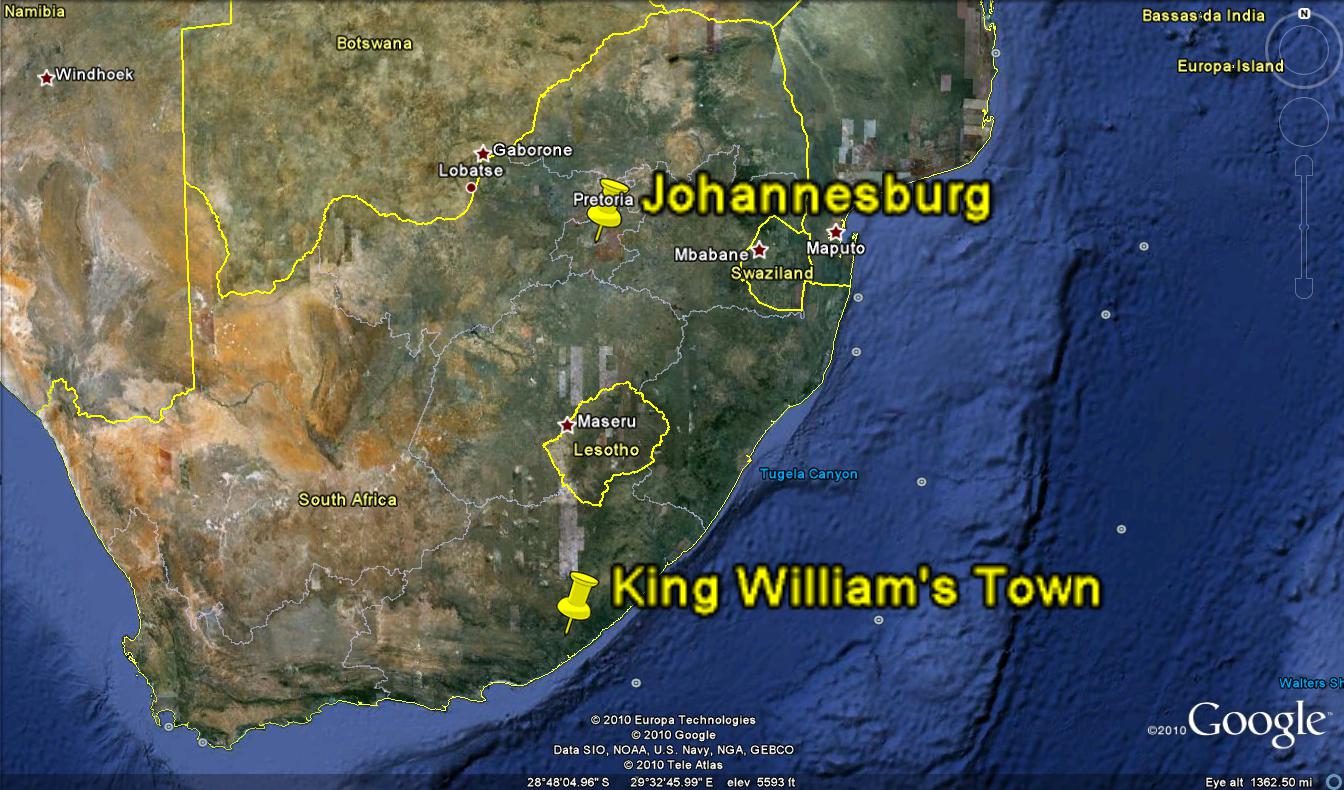 Namibia
Bassas da India
N
Botswana
Europa Island
Windhoek
Gaborone
Lobatse
Pretoria
Johannesburg
Mbabane
Maputo
Swaziland
Maseru
Lesotho
Tugela Canyon
South Africa
King William's Town
Walters Sh
© 2010 Europa Technologies
© 2010 Google
Data SIO, NOAA, U.S. Navy, NGA, GEBCO
© 2010 Tele Atlas
©2010 Google™
28°48'04.96" S 29°32'45.99" E elev 5593 ft
Eye alt 1362.50 mi